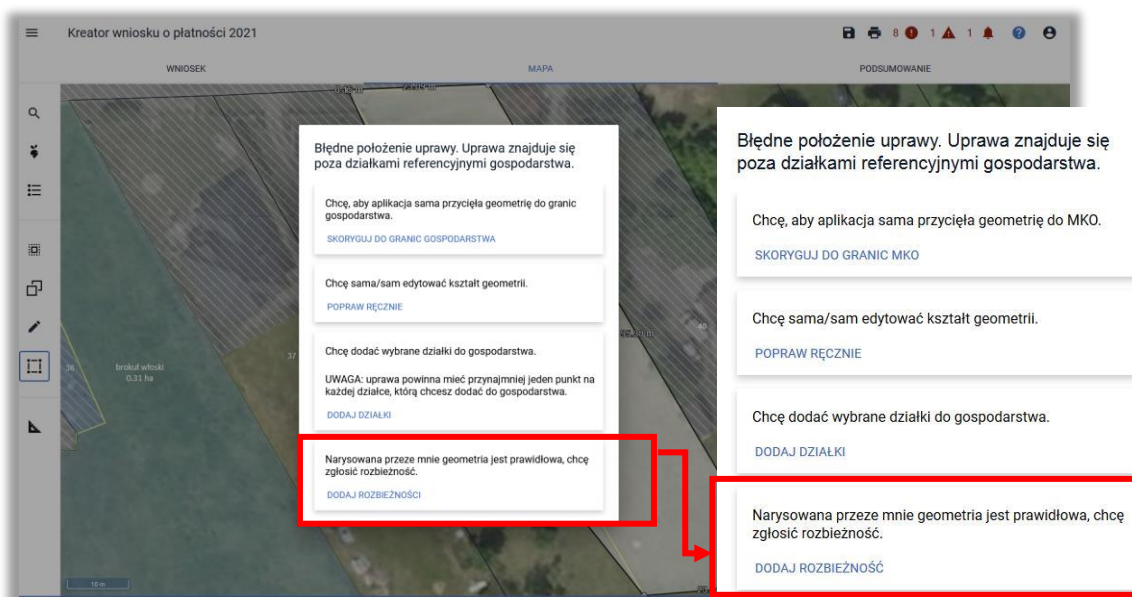 Kreator wniosku o płatności 2021
8 1 1
WNIOSEK
MAPA
PODSUMOWANIE
Błędne położenie uprawy. Uprawa znajduje się
poza działkami referencyjnymi gospodarstwa.
Chcę, aby aplikacja sama przycięła geometrię do granic
gospodarstwa.
SKORYGUJ DO GRANIC GOSPODARSTWA
Chcę sama/sam edytować kształt geometrii.
POPRAW RĘCZNIE
Chcę dodać wybrane działki do gospodarstwa.
UWAGA: uprawa powinna mieć przynajmniej jeden punkt na
każdej działce, którą chcesz dodać do gospodarstwa.
DODAJ DZIAŁKI
Narysowana przeze mnie geometria jest prawidłowa, chcę
zgłosić rozbieżność.
DODAJ ROZBIEŻNOŚCI
36
brokuł włoski
0.31 ha
37
40
10 m
Błędne położenie uprawy. Uprawa znajduje się
poza działkami referencyjnymi gospodarstwa.
Chcę, aby aplikacja sama przycięła geometrię do MKO.
SKORYGUJ DO GRANIC MKO
Chcę sama/sam edytować kształt geometrii.
POPRAW RĘCZNIE
Chcę dodać wybrane działki do gospodarstwa.
DODAJ DZIAŁKI
Narysowana przeze mnie geometria jest prawidłowa, chcę
zgłosić rozbieżność.
DODAJ ROZBIEŻNOŚĆ